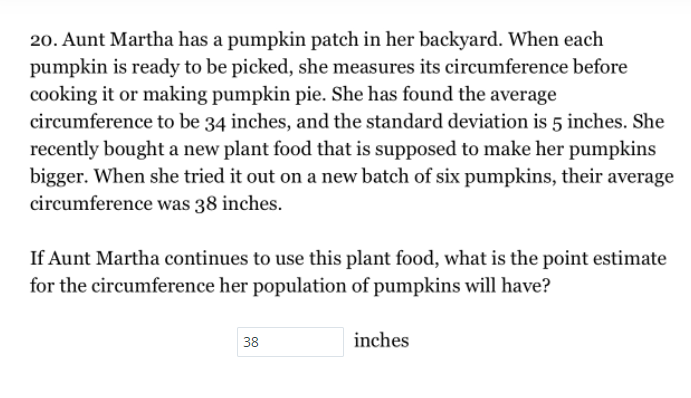 20. Aunt Martha has a pumpkin patch in her backyard. When each
pumpkin is ready to be picked, she measures its circumference before
cooking it or making pumpkin pie. She has found the average
circumference to be 34 inches, and the standard deviation is 5 inches. She
recently bought a new plant food that is supposed to make her pumpkins
bigger. When she tried it out on a new batch of six pumpkins, their average
circumference was 38 inches.
If Aunt Martha continues to use this plant food, what is the point estimate
for the circumference her population of pumpkins will have?
38 inches